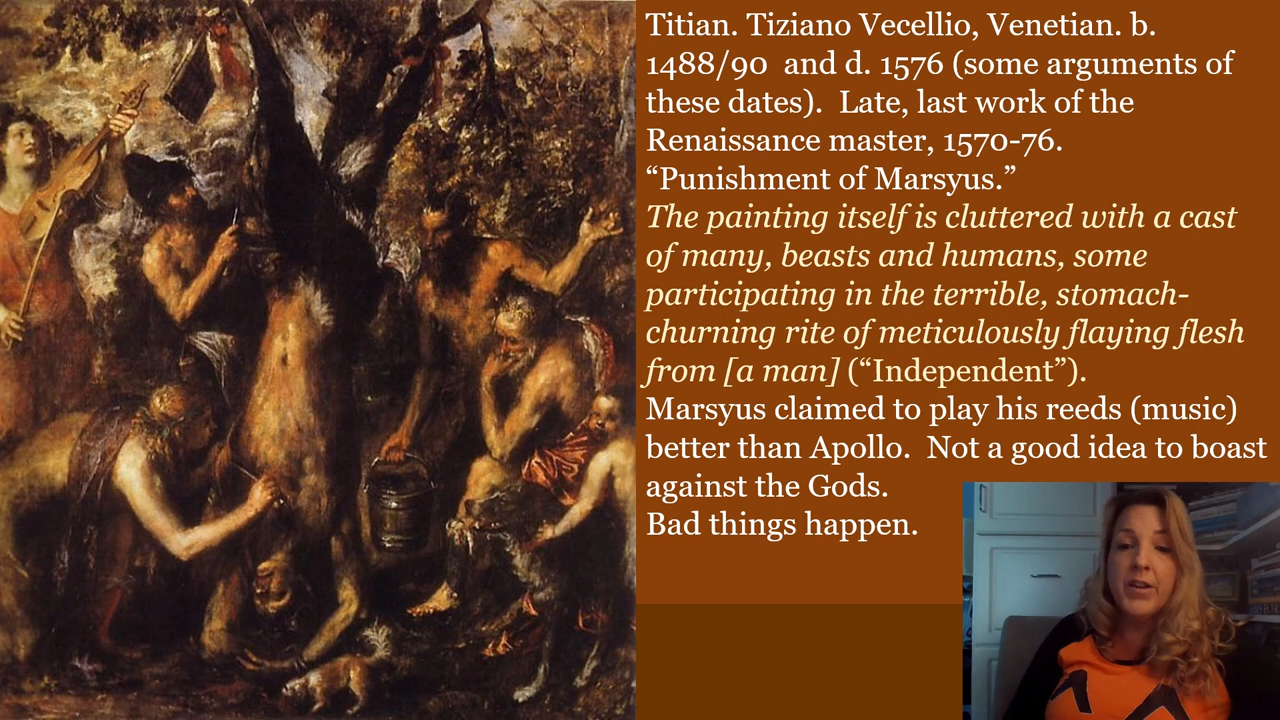 Titian. Tiziano Vecellio, Venetian. b.
1488/90 and d. 1576 (some arguments of
these dates). Late, last work of the
Renaissance master, 1570-76.
“Punishment of Marsyus.”
The painting itself is cluttered with a cast
of many, beasts and humans, some
participating in the terrible, stomach-
churning rite of meticulously flaying flesh
from [a man] (“Independent”).
Marsyus claimed to play his reeds (music)
better than Apollo. Not a good idea to boast
against the Gods.
Bad things happen.